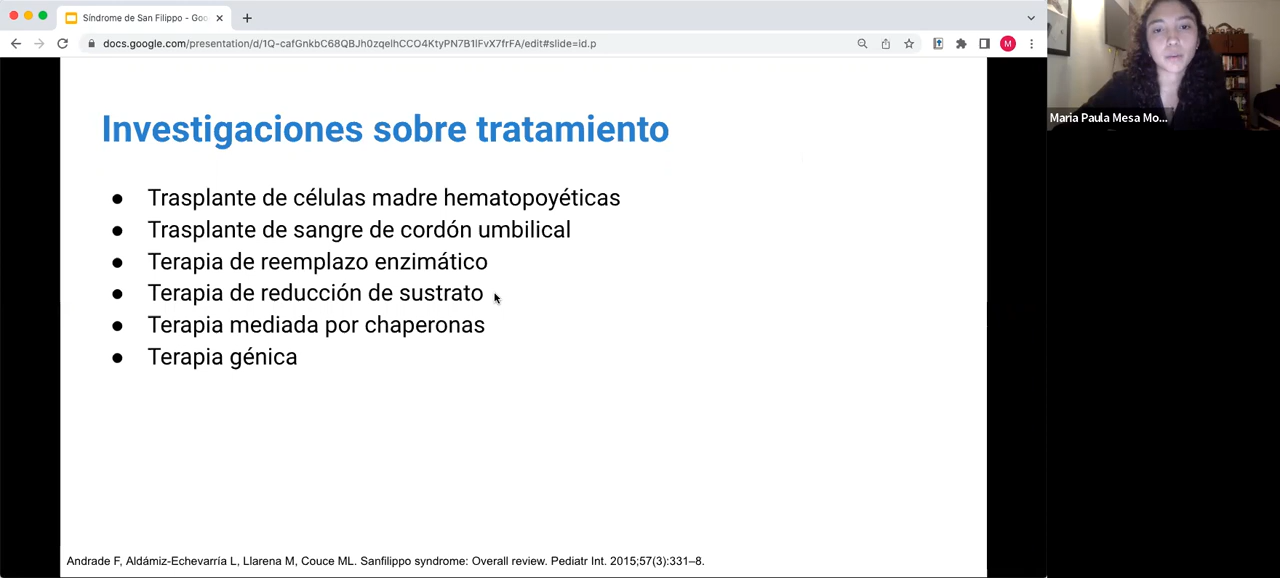 Síndrome de San Filippo - Goo
docs.google.com/presentation/d/1Q-cafGnkbC68QBJh0zqelhCCO4KtyPN7B1lFvX7frFA/edit#slide=id.p
M
Maria Paula Mesa Mo...
Investigaciones sobre tratamiento
● Trasplante de células madre hematopoyéticas
● Trasplante de sangre de cordón umbilical
● Terapia de reemplazo enzimático
● Terapia de reducción de sustrato
● Terapia mediada por chaperonas
● Terapia génica
Andrade F, Aldámiz-Echevarría L, Llarena M, Couce ML. Sanfilippo syndrome: Overall review. Pediatr Int. 2015;57(3):331–8.